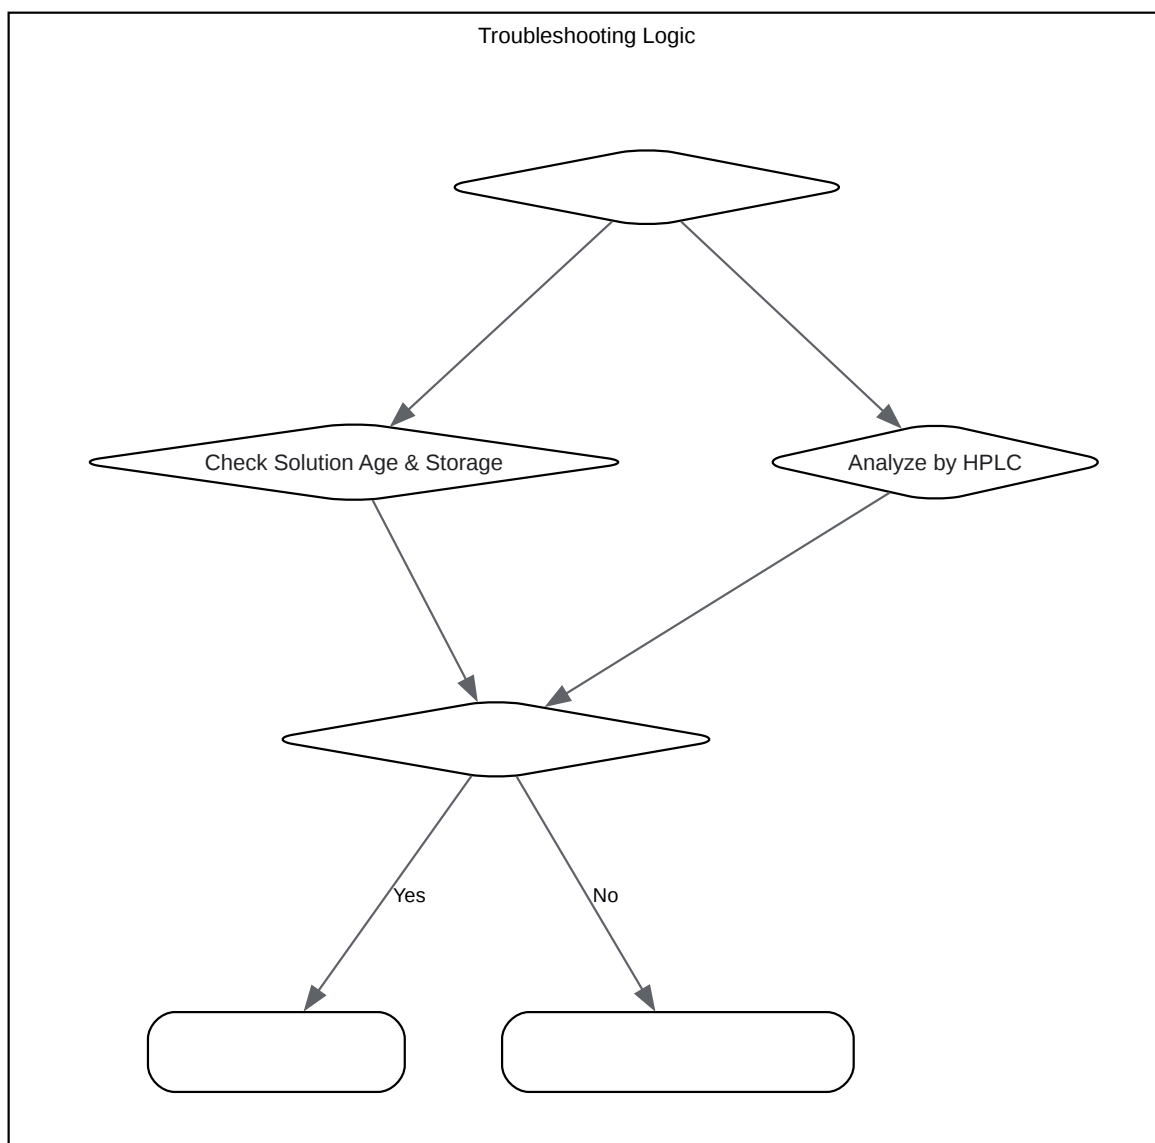 Troubleshooting Logic
Check Solution Age & Storage
Analyze by HPLC
Yes
No